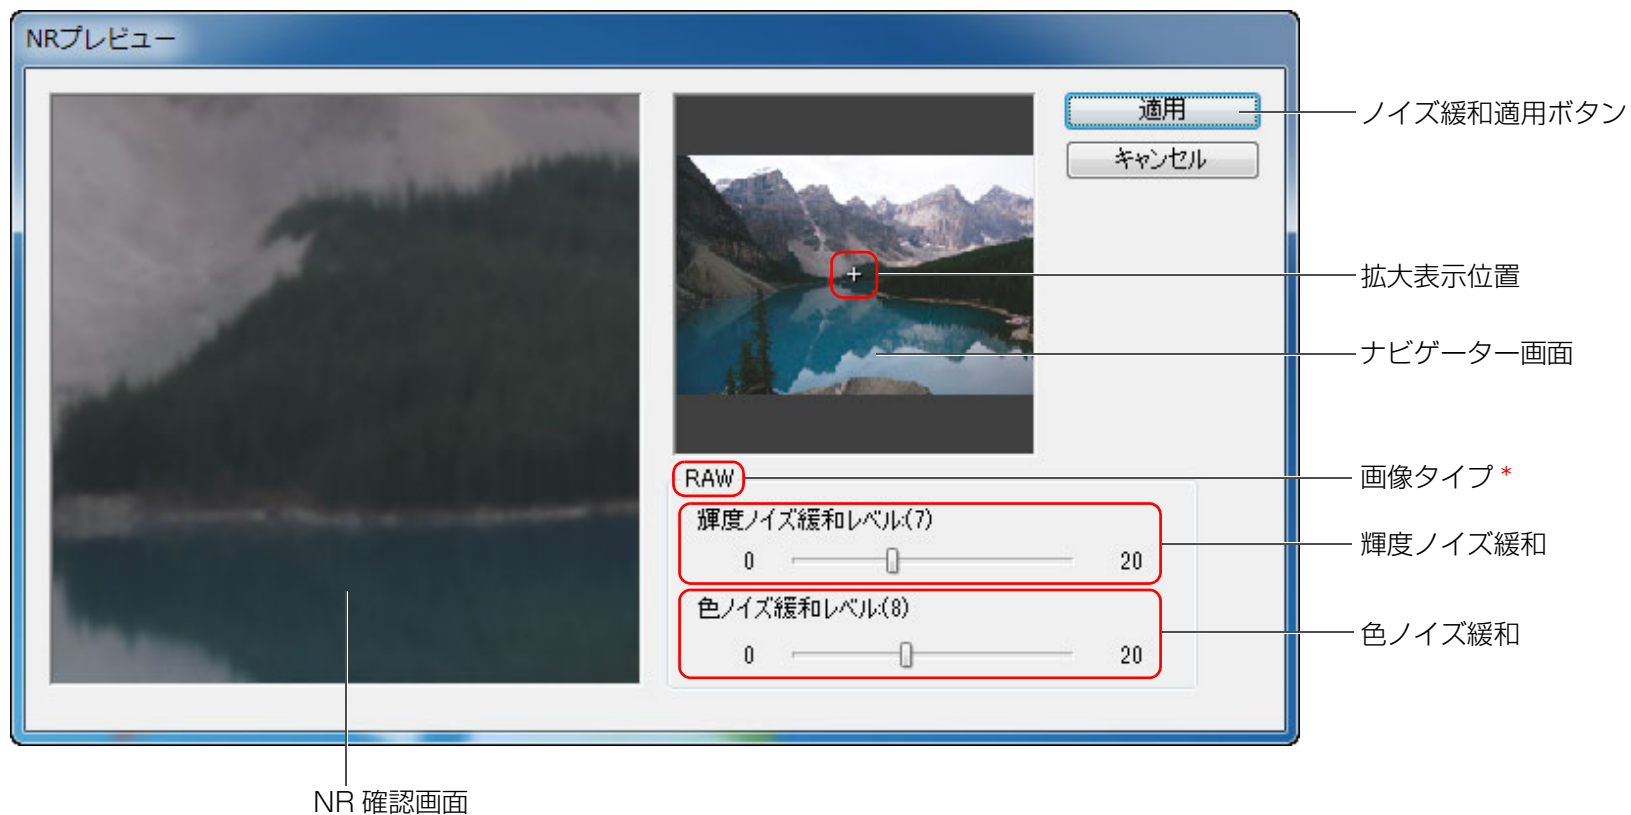 NRプレビュー
適用
ノイズ緩和適用ボタン
キャンセル
拡大表示位置
ナビゲーター画面
RAW
画像タイプ*
輝度ノイズ緩和レベル:(7)
0 20
輝度ノイズ緩和
色ノイズ緩和レベル:(8)
0 20
色ノイズ緩和
NR 確認画面